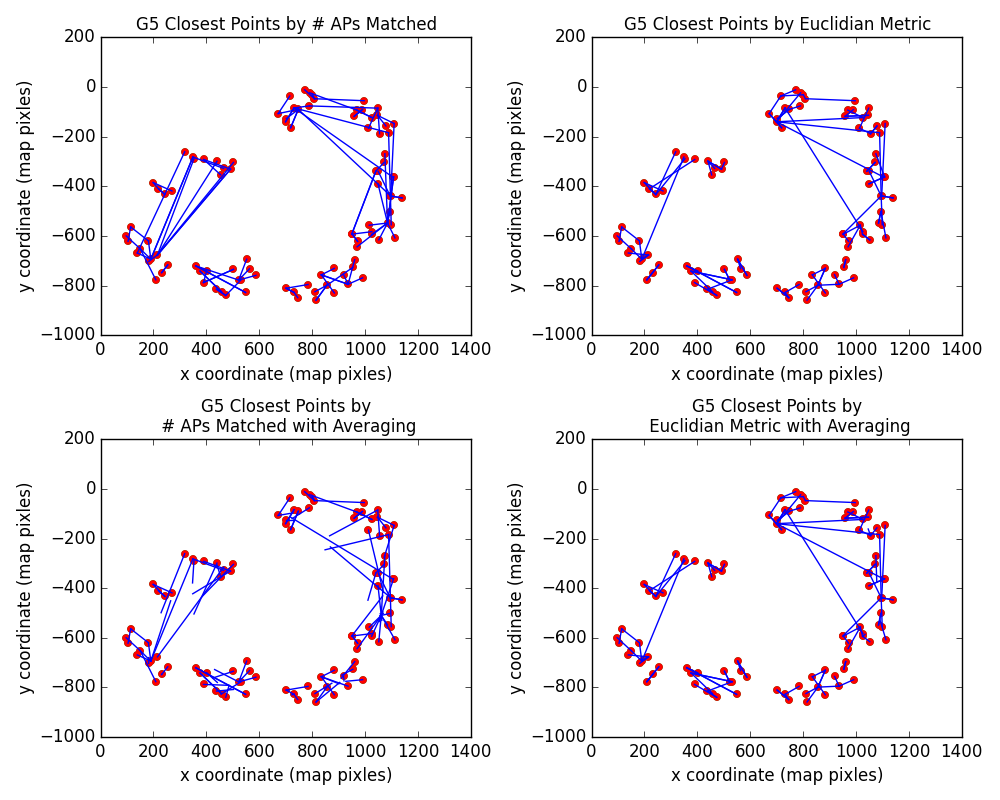 G5 Closest Points by # APs Matched
200
0
−200
−400
−600
−800
−1000
0 200 400 600 800 1000 1200 1400
x coordinate (map pixles)
y coordinate (map pixles)
G5 Closest Points by Euclidian Metric
200
0
−200
−400
−600
−800
−1000
0 200 400 600 800 1000 1200 1400
x coordinate (map pixles)
y coordinate (map pixles)
G5 Closest Points by
# APs Matched with Averaging
200
0
−200
−400
−600
−800
−1000
0 200 400 600 800 1000 1200 1400
x coordinate (map pixles)
y coordinate (map pixles)
G5 Closest Points by
Euclidian Metric with Averaging
200
0
−200
−400
−600
−800
−1000
0 200 400 600 800 1000 1200 1400
x coordinate (map pixles)
y coordinate (map pixles)